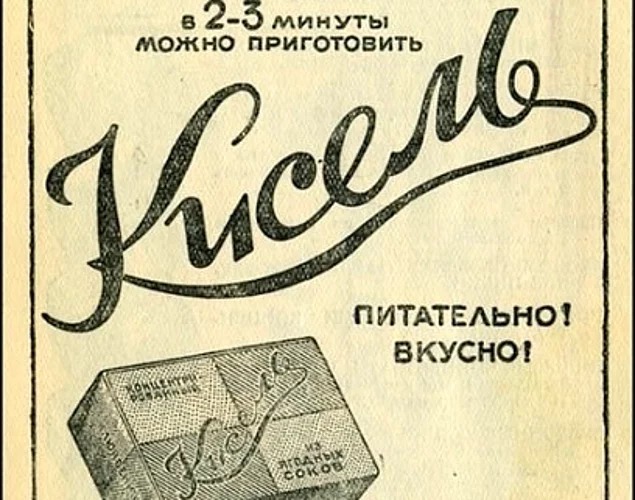 в 2-3 минуты
можно приготовить
Кисель
ПИТАТЕЛЬНО!
ВКУСНО!
КОНЦЕНТРИ
РОВАННЫЙ
Кисель
ИЗ
ЯГОДНЫХ
СОКОВ